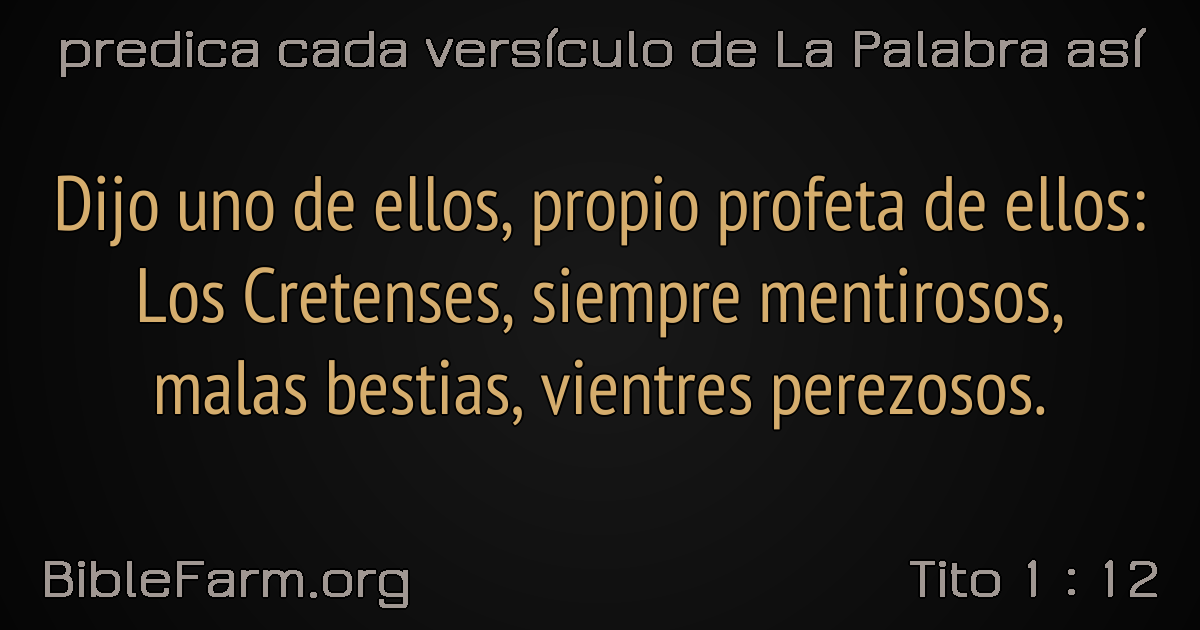 predica cada versículo de La Palabra así
Dijo uno de ellos, propio profeta de ellos:
Los Cretenses, siempre mentirosos,
malas bestias, vientres perezosos.
BibleFarm.org
Tito 1 : 12